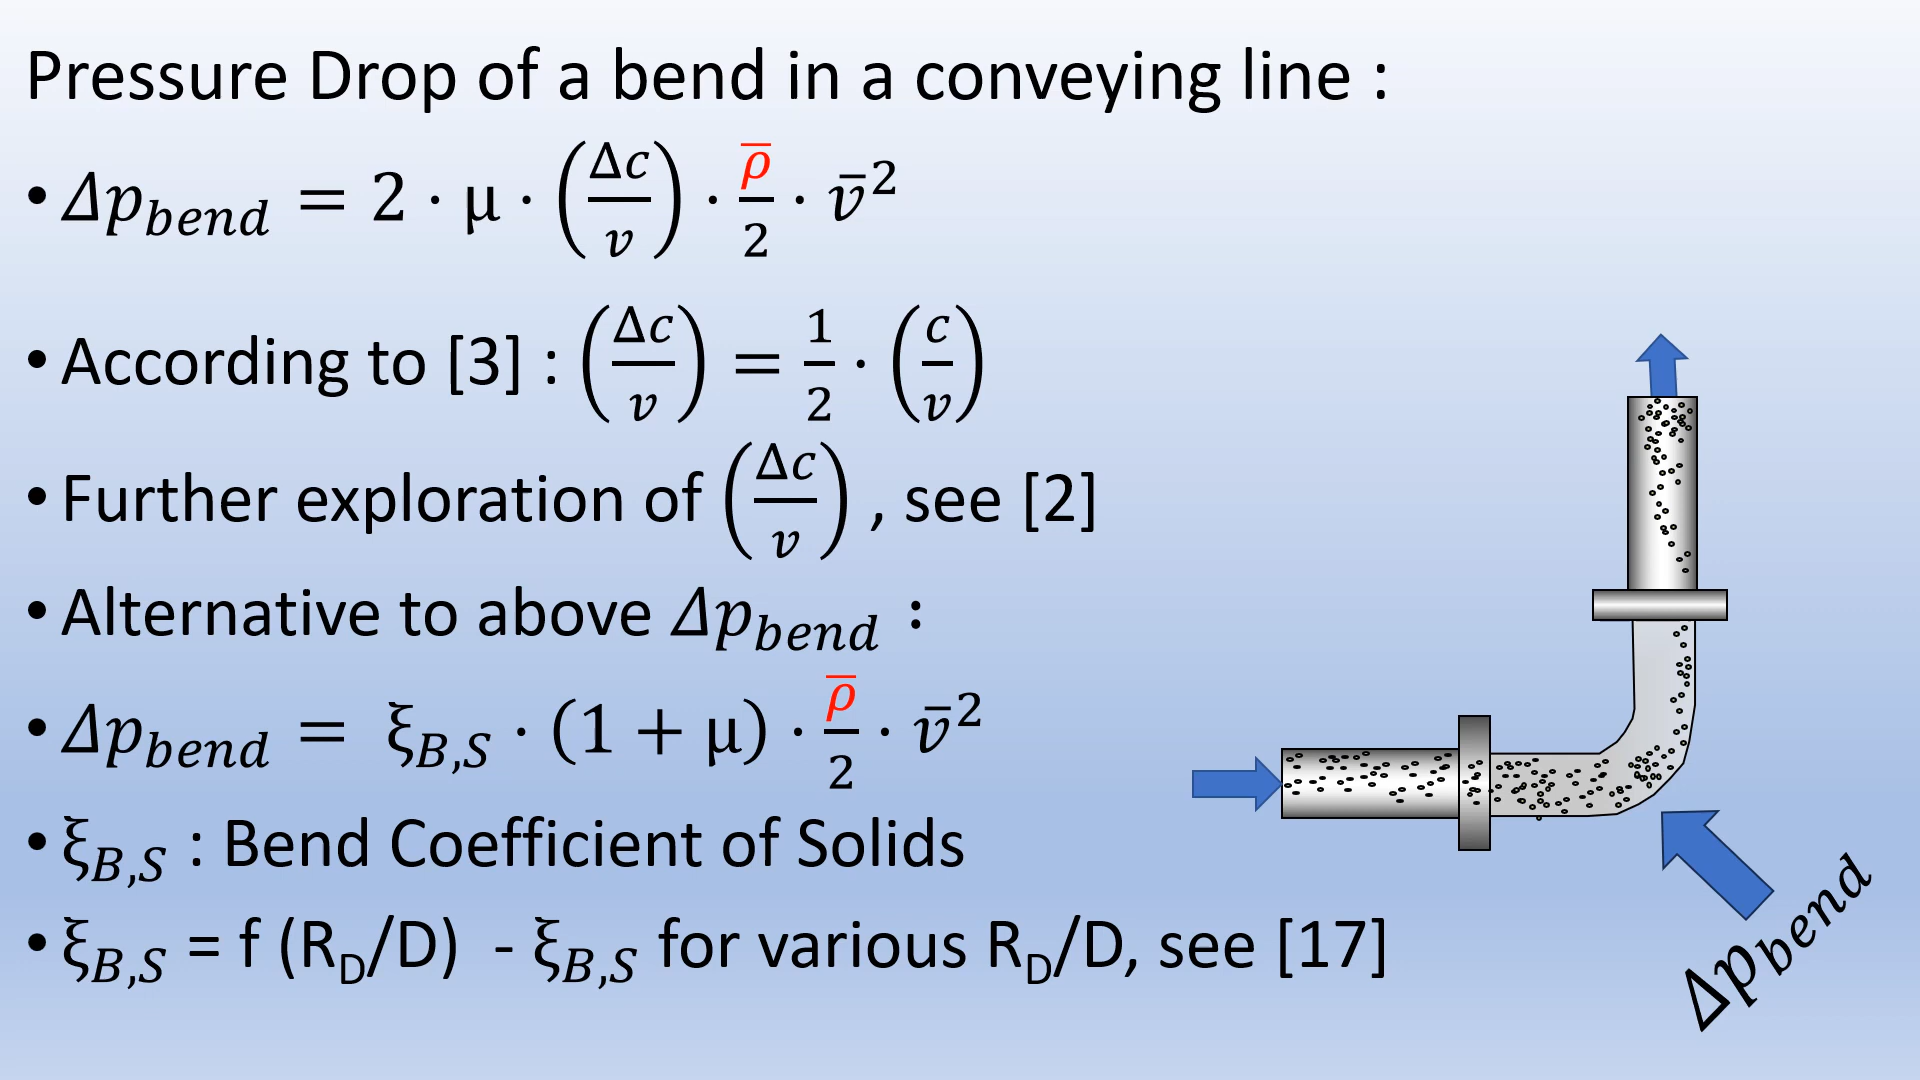 Pressure Drop of a bend in a conveying line :
• Δp_bend = 2 · μ · (Δc/v) · ρ̅/2 · v̅²
• According to [3] : (Δc/v) = 1/2 · (c/v)
• Further exploration of (Δc/v) , see [2]
• Alternative to above Δp_bend :
• Δp_bend = ξ_B,S · (1 + μ) · ρ̅/2 · v̅²
• ξ_B,S : Bend Coefficient of Solids
• ξ_B,S = f (R_D/D) - ξ_B,S for various R_D/D, see [17]
Δp_bend